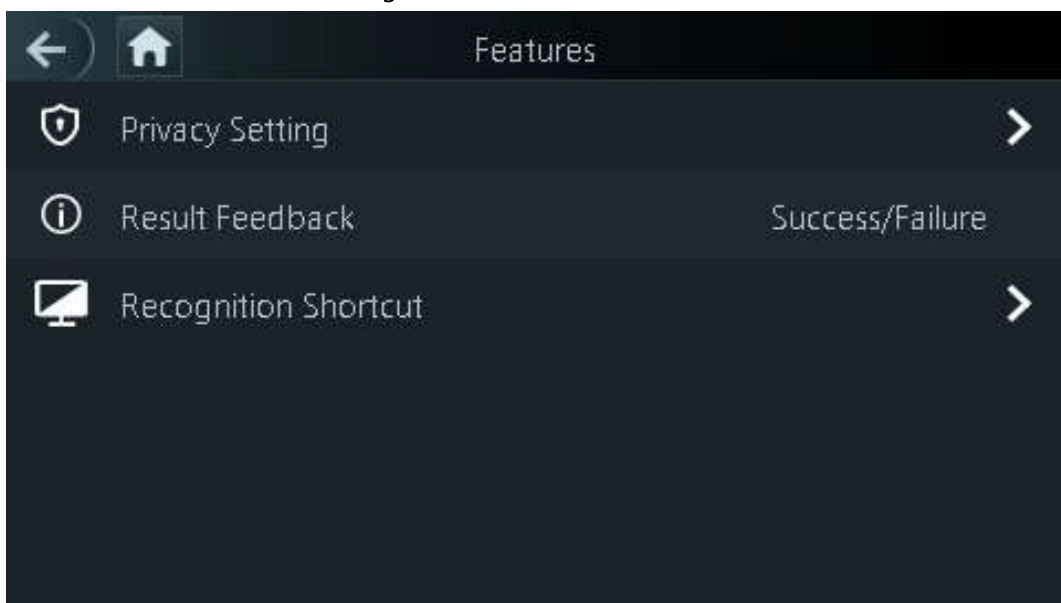 Features
Privacy Setting
Result Feedback Success/Failure
Recognition Shortcut